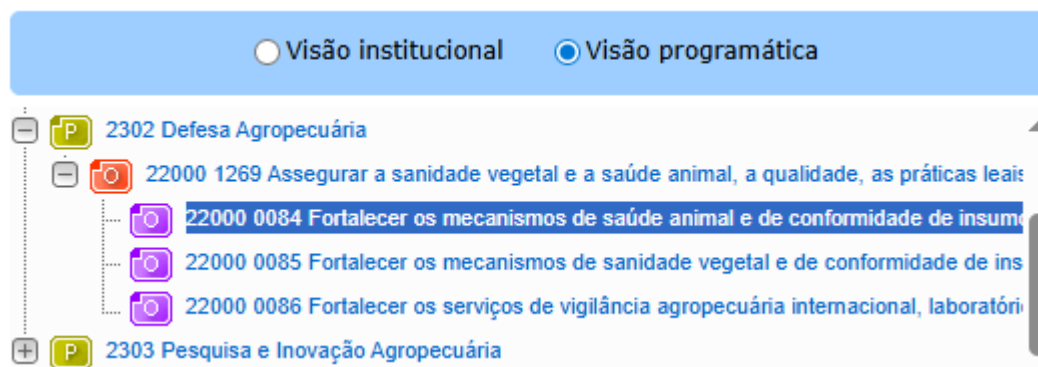 Visão institucional Visão programática
P 2302 Defesa Agropecuária
O 22000 1269 Assegurar a sanidade vegetal e a saúde animal, a qualidade, as práticas leais
O 22000 0084 Fortalecer os mecanismos de saúde animal e de conformidade de
O 22000 0085 Fortalecer os mecanismos de sanidade vegetal e de conformidade de ins
O 22000 0086 Fortalecer os serviços de vigilância agropecuária internacional,
P 2303 Pesquisa e Inovação Agropecuária